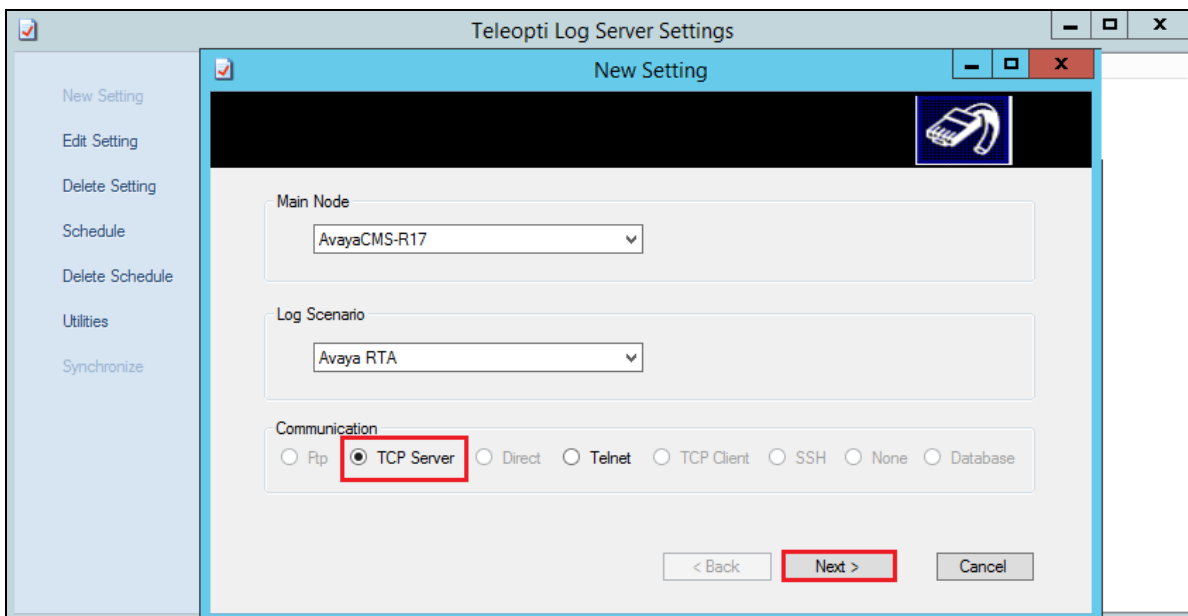 Teleopti Log Server Settings
New Setting
New Setting
Edit Setting
Delete Setting
Schedule
Delete Schedule
Utilities
Synchronize
Main Node
AvayaCMS-R17
Log Scenario
Avaya RTA
Communication
Ftp TCP Server Direct Telnet TCP Client SSH None Database
< Back Next > Cancel